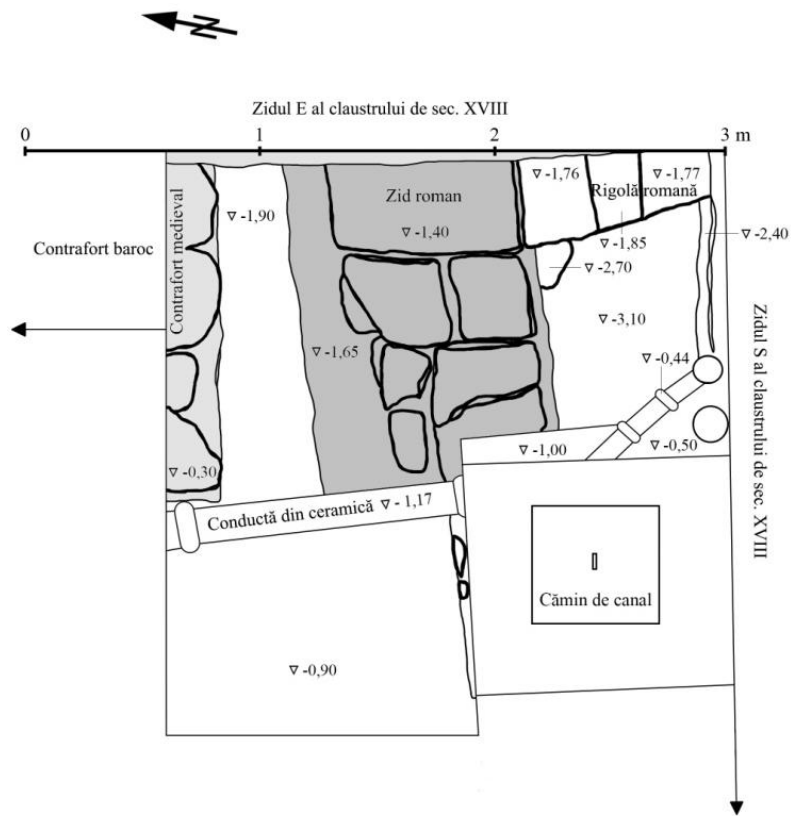 N
Zidul E al claustrului de sec. XVIII
0 1 2 3 m
Contrafort baroc
Contrafort medieval
Zid roman
Rigolă romană
∇ -1,76
∇ -1,77
∇ -1,90
∇ -1,40
∇ -1,85
∇ -2,40
∇ -2,70
∇ -3,10
∇ -1,65
∇ -0,44
∇ -0,30
∇ -1,00
∇ -0,50
Zidul S al claustrului de sec. XVIII
Conductă din ceramică ∇ - 1,17
Cămin de canal
∇ -0,90